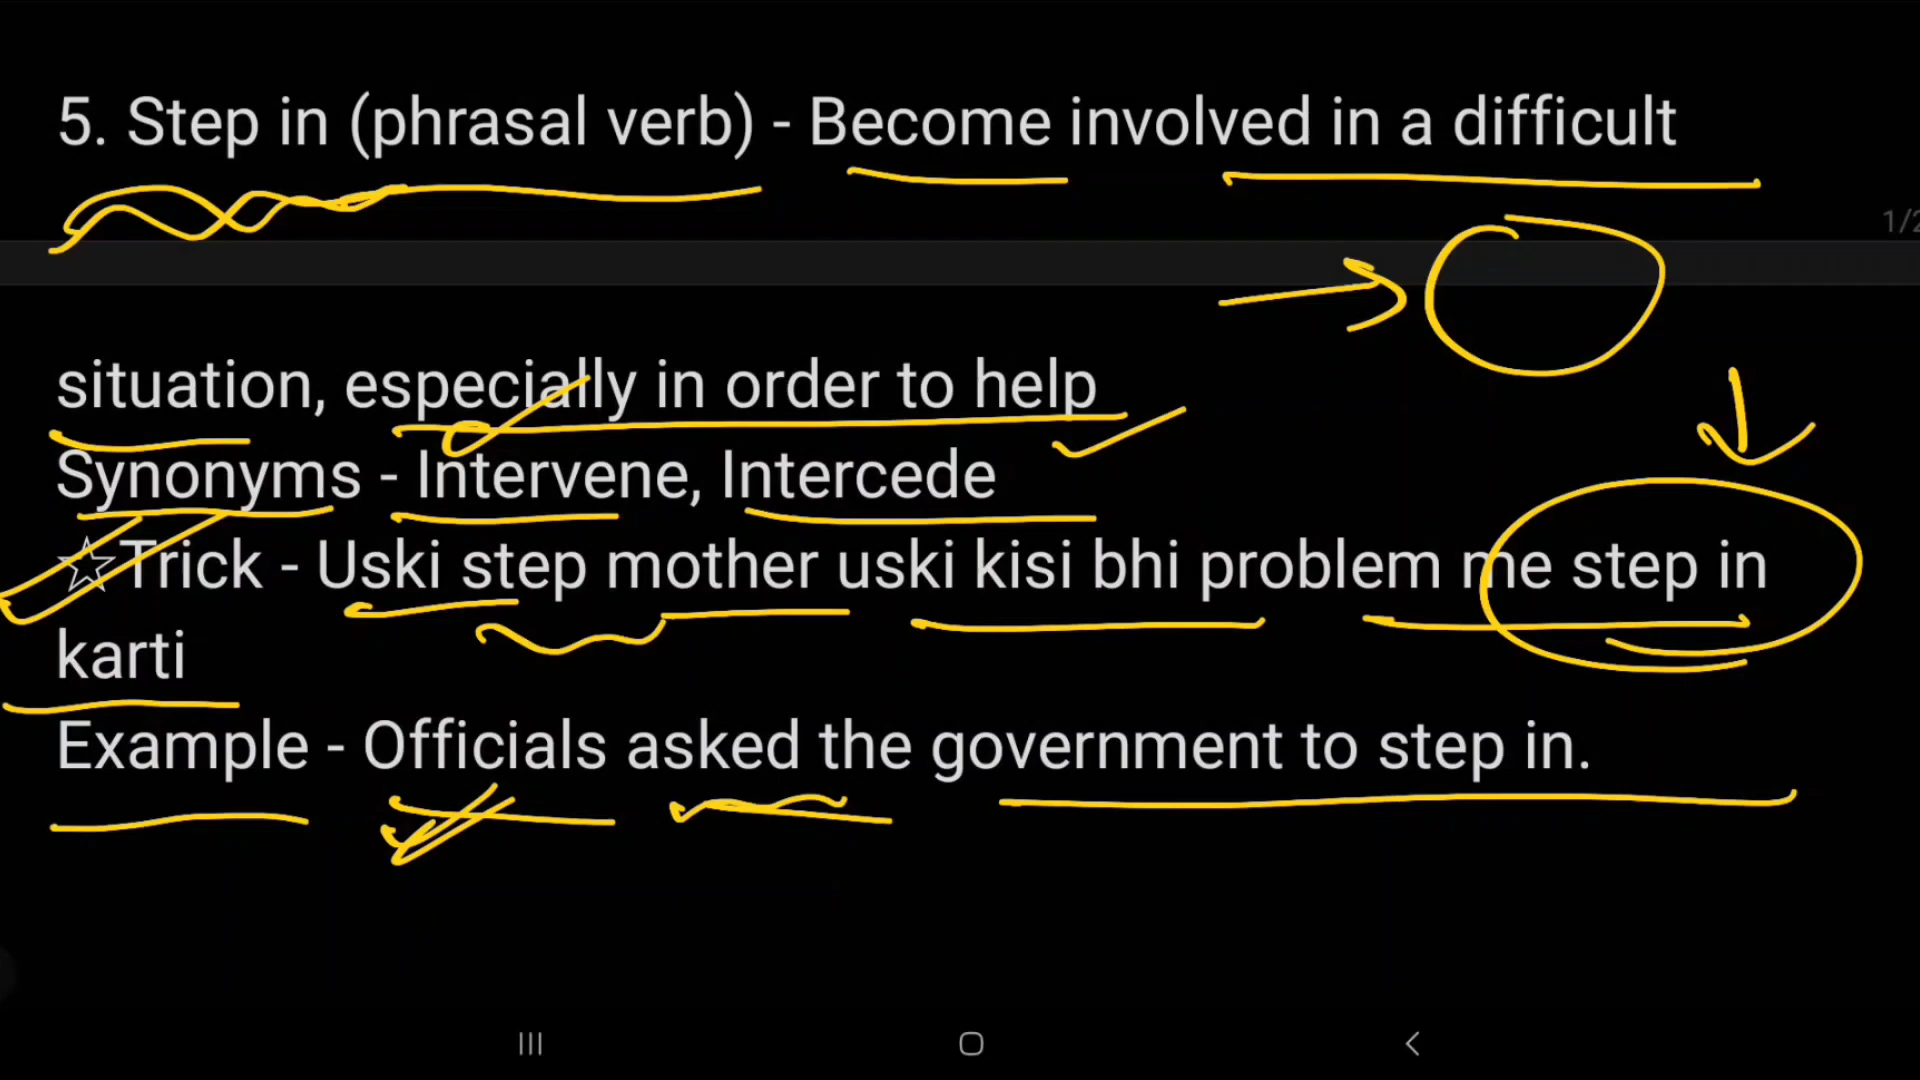 5. Step in (phrasal verb) - Become involved in a difficult
situation, especially in order to help
Synonyms - Intervene, Intercede
☆Trick - Uski step mother uski kisi bhi problem me step in
karti
Example - Officials asked the government to step in.